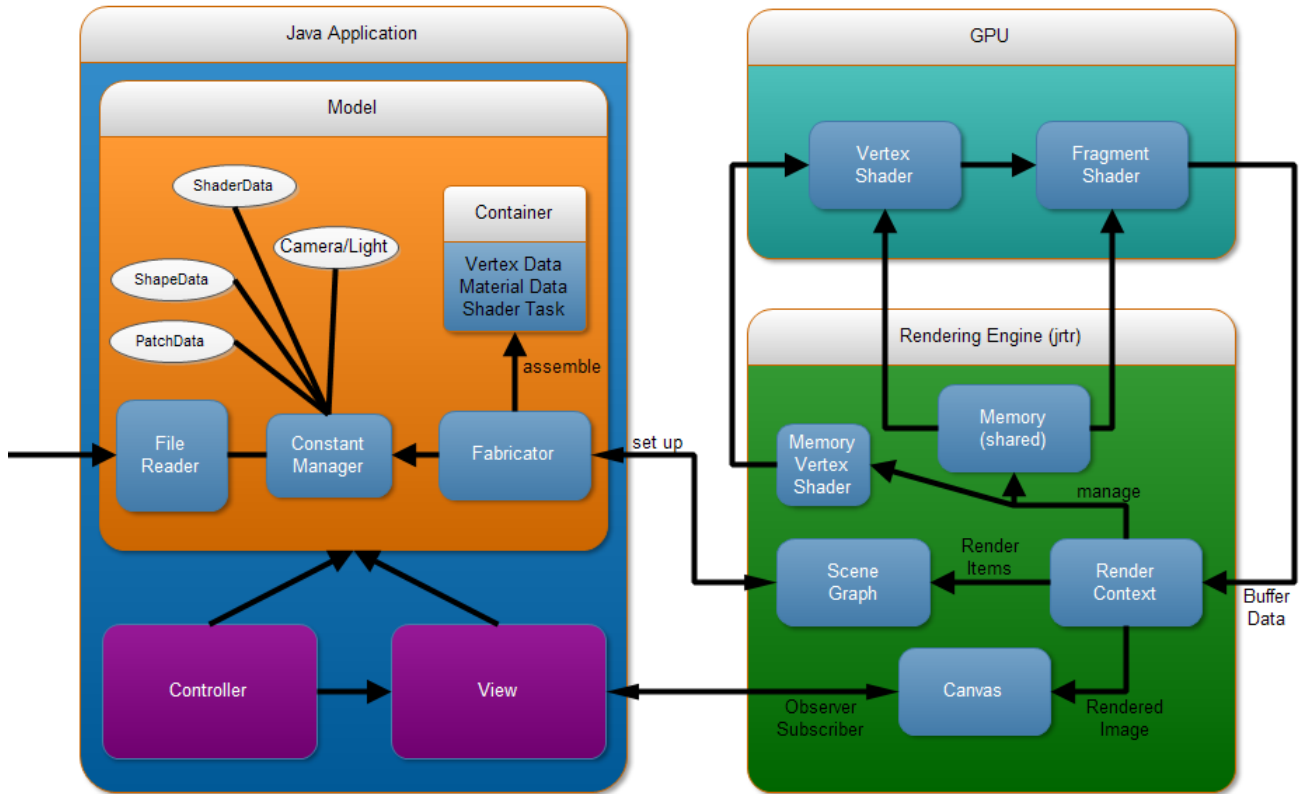 Java Application
Model
ShaderData
Camera/Light
ShapeData
PatchData
Container
Vertex Data
Material Data
Shader Task
assemble
File
Reader
Constant
Manager
Fabricator
set up
Controller
View
Observer
Subscriber
GPU
Vertex
Shader
Fragment
Shader
Rendering Engine (jrtr)
Memory
(shared)
Memory
Vertex
Shader
manage
Scene
Graph
Render
Items
Render
Context
Buffer
Data
Canvas
Rendered
Image